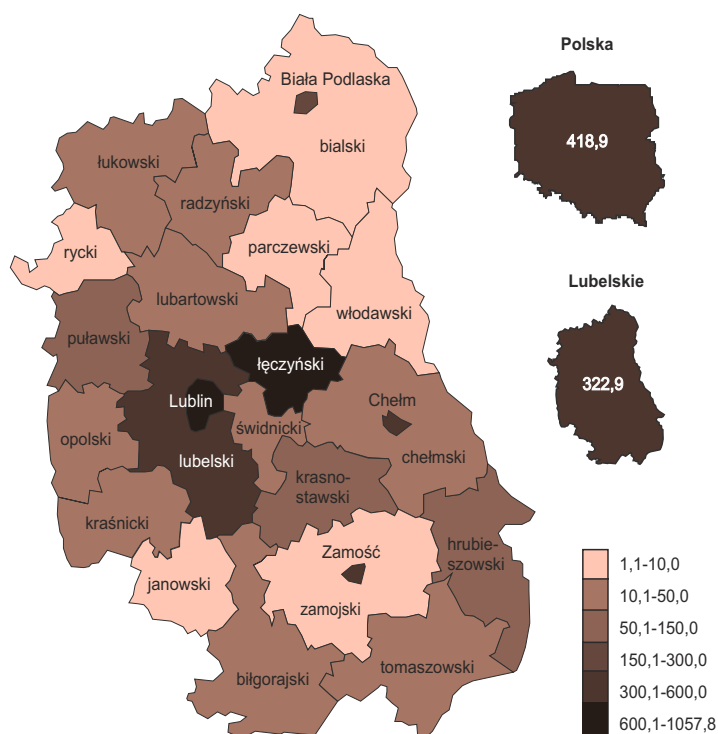 Polska
418,9
Biała Podlaska
bialski
łukowski
radzyński
rycki
parczewski
Lubelskie
lubartowski
włodawski
puławski
łęczyński
322,9
Lublin
Chełm
opolski
świdnicki
lubelski
chełmski
krasno-
stawski
kraśnicki
hrubie-
szowski
Zamość
janowski
zamojski
biłgorajski
tomaszowski
1,1-10,0
10,1-50,0
50,1-150,0
150,1-300,0
300,1-600,0
600,1-1057,8